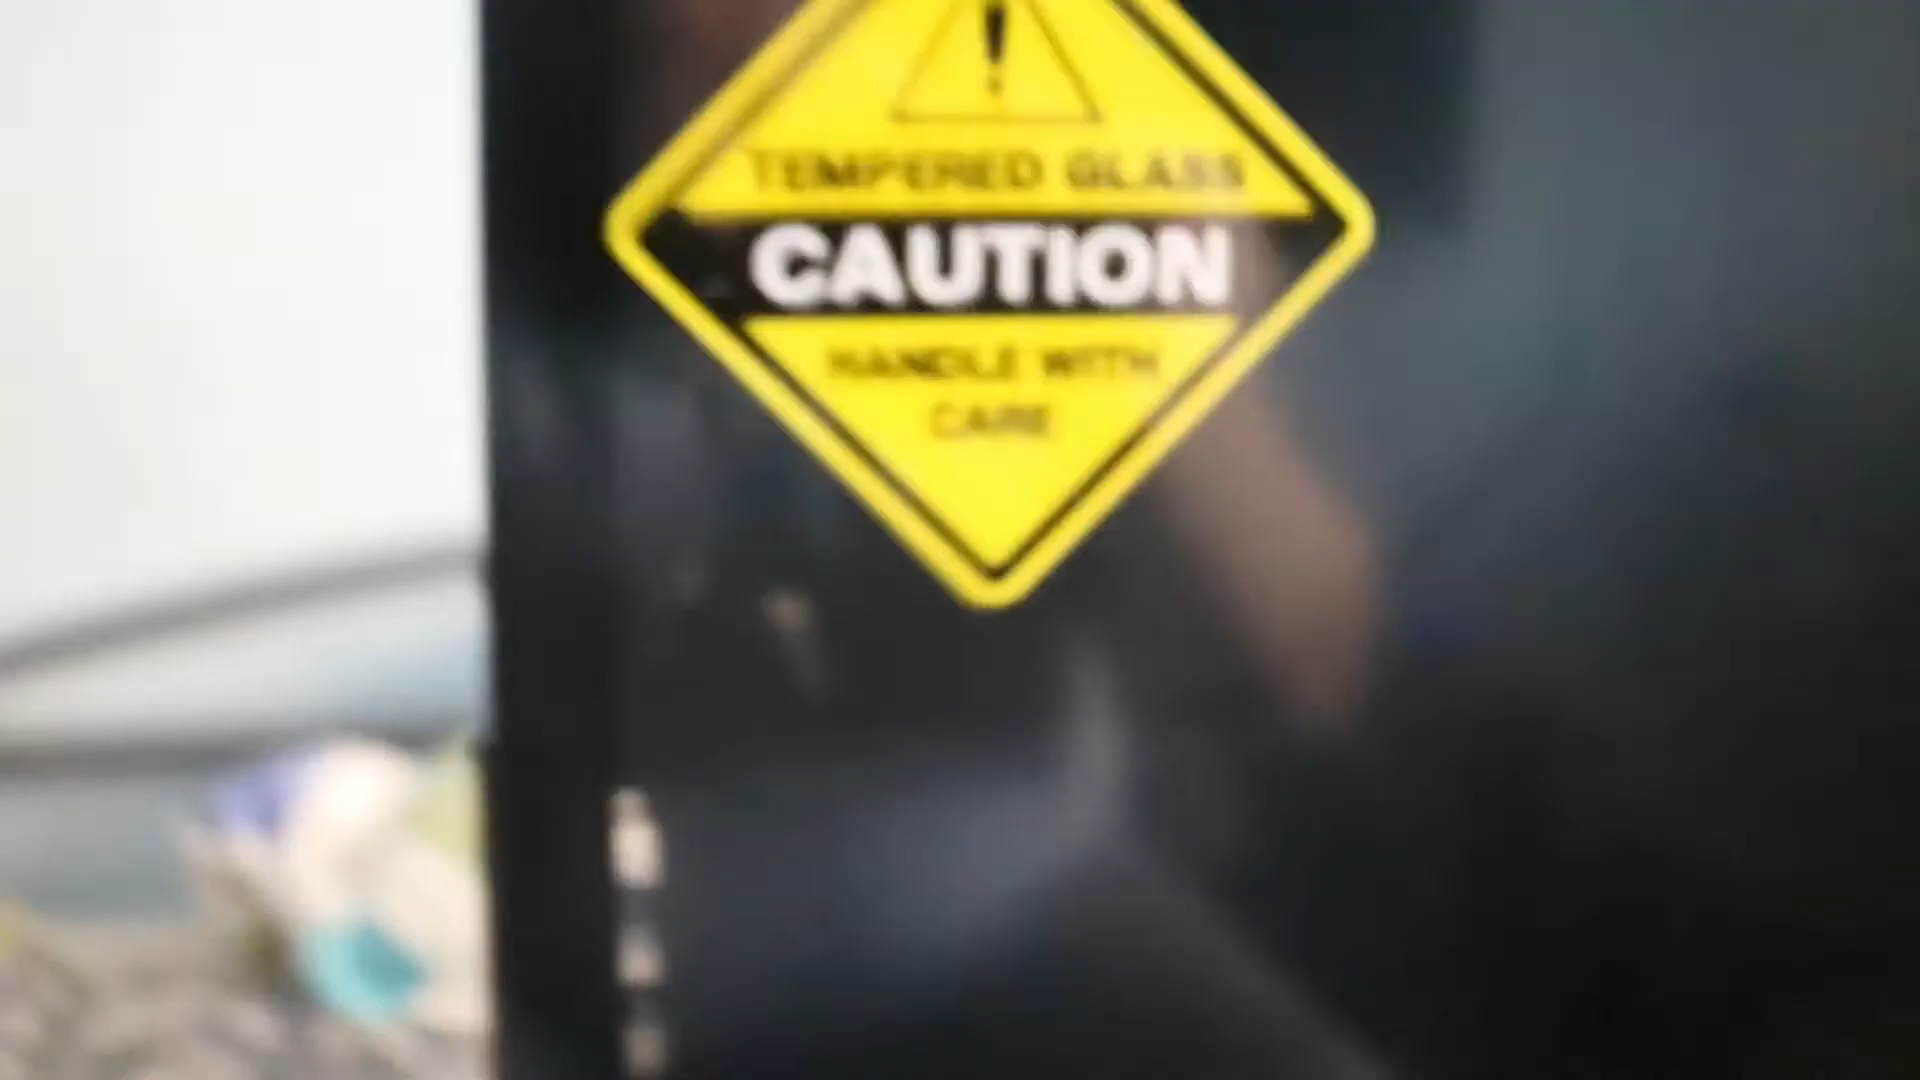 !
TEMPERED GLASS
CAUTION
HANDLE WITH
CARE